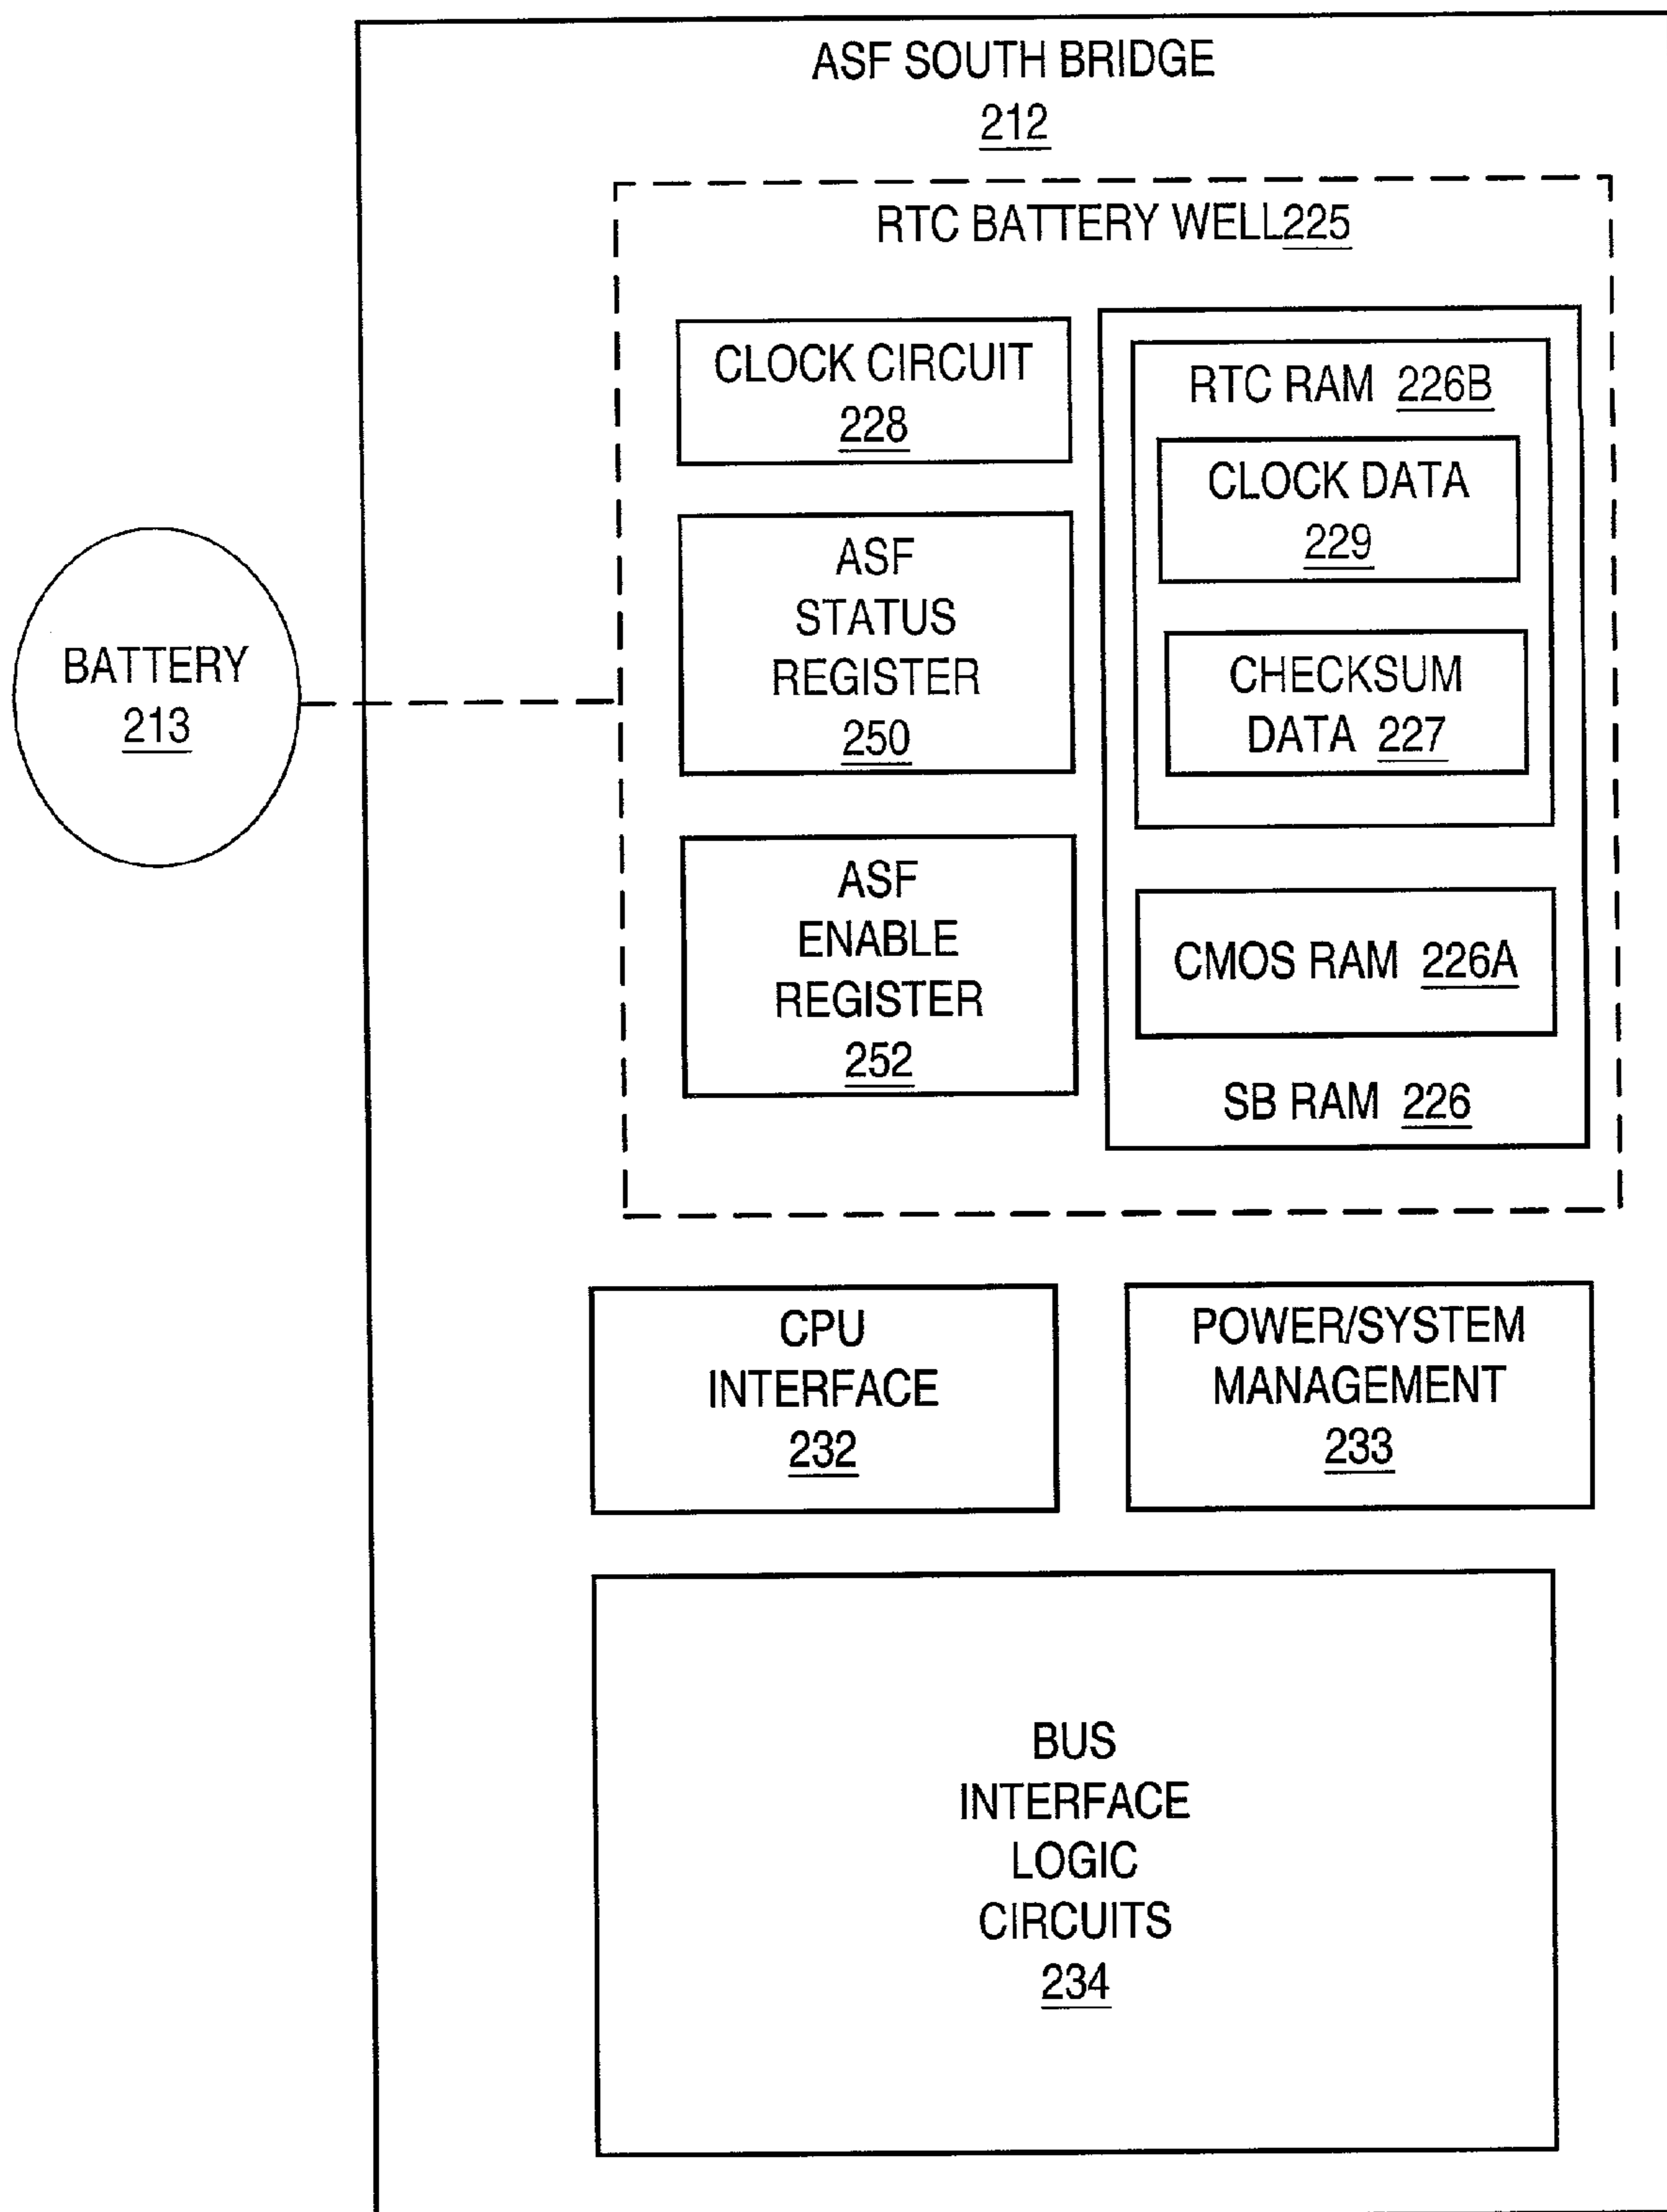 ASF SOUTH BRIDGE
212
RTC BATTERY WELL225
CLOCK CIRCUIT
228
ASF
STATUS
REGISTER
250
ASF
ENABLE
REGISTER
252
RTC RAM 226B
CLOCK DATA
229
CHECKSUM
DATA 227
CMOS RAM 226A
SB RAM 226
BATTERY
213
CPU
INTERFACE
232
POWER/SYSTEM
MANAGEMENT
233
BUS
INTERFACE
LOGIC
CIRCUITS
234